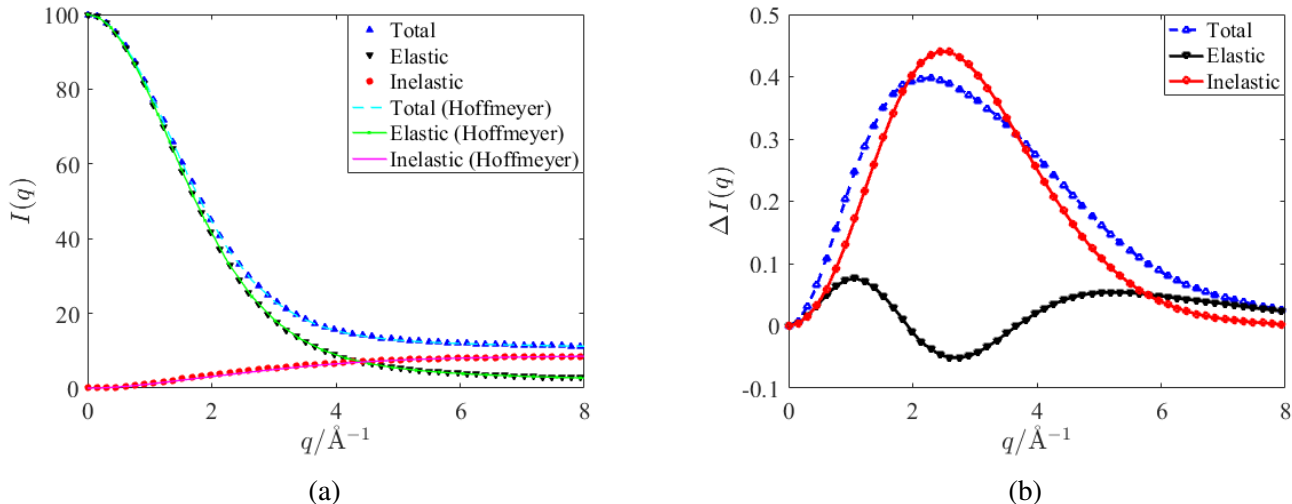 100
80
60
40
20
0
0
2
4
6
8
I(q)
q/Å⁻¹
Total
Elastic
Inelastic
Total (Hoffmeyer)
Elastic (Hoffmeyer)
Inelastic (Hoffmeyer)
(a)
0.5
0.4
0.3
0.2
0.1
0
-0.1
0
2
4
6
8
ΔI(q)
q/Å⁻¹
Total
Elastic
Inelastic
(b)